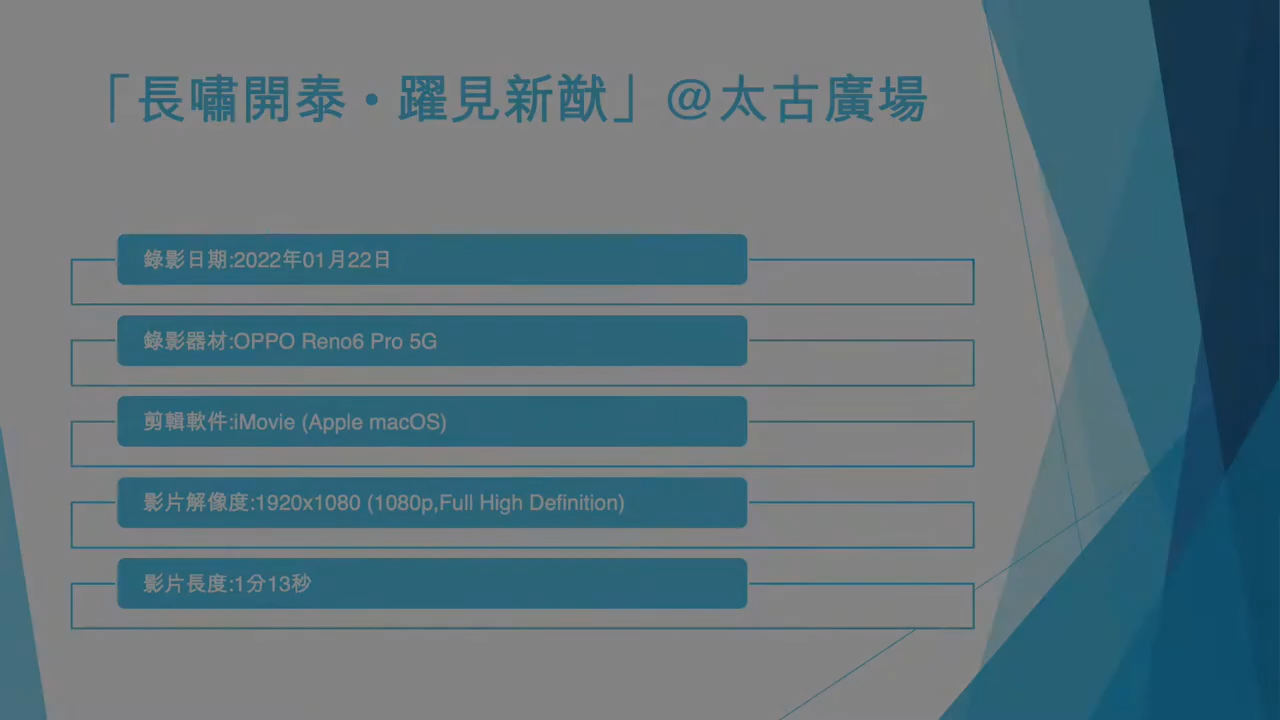 「長嘯開泰・躍見新猷」@太古廣場
錄影日期:2022年01月22日
錄影器材:OPPO Reno6 Pro 5G
剪輯軟件:iMovie (Apple macOS)
影片解像度:1920x1080 (1080p,Full High Definition)
影片長度:1分13秒